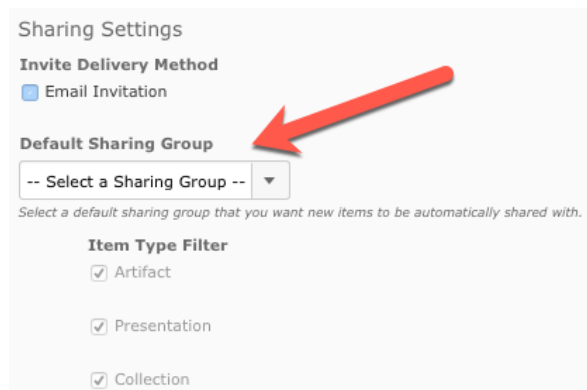 Sharing Settings
Invite Delivery Method
Email Invitation
Default Sharing Group
-- Select a Sharing Group --
Select a default sharing group that you want new items to be automatically shared with.
Item Type Filter
Artifact
Presentation
Collection